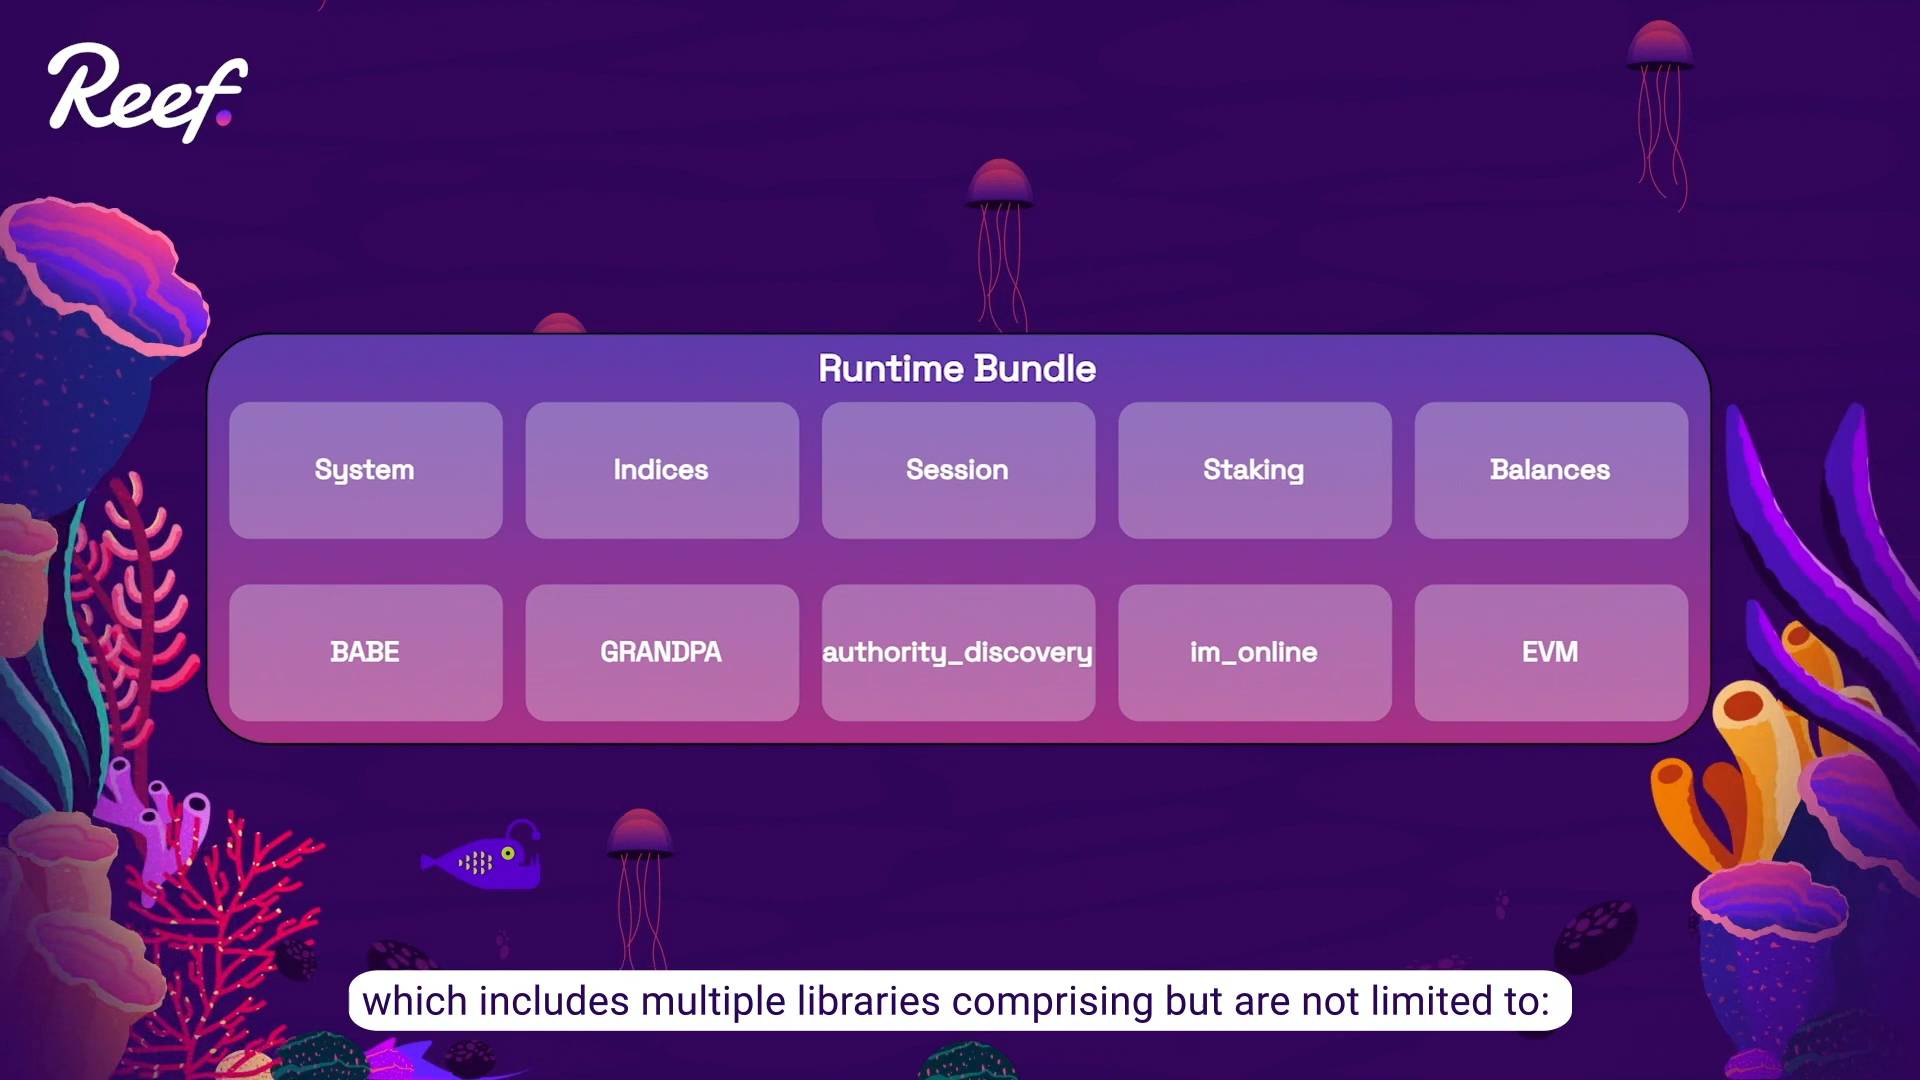 Reef.
Runtime Bundle
System
Indices
Session
Staking
Balances
BABE
GRANDPA
authority_discovery
im_online
EVM
which includes multiple libraries comprising but are not limited to: